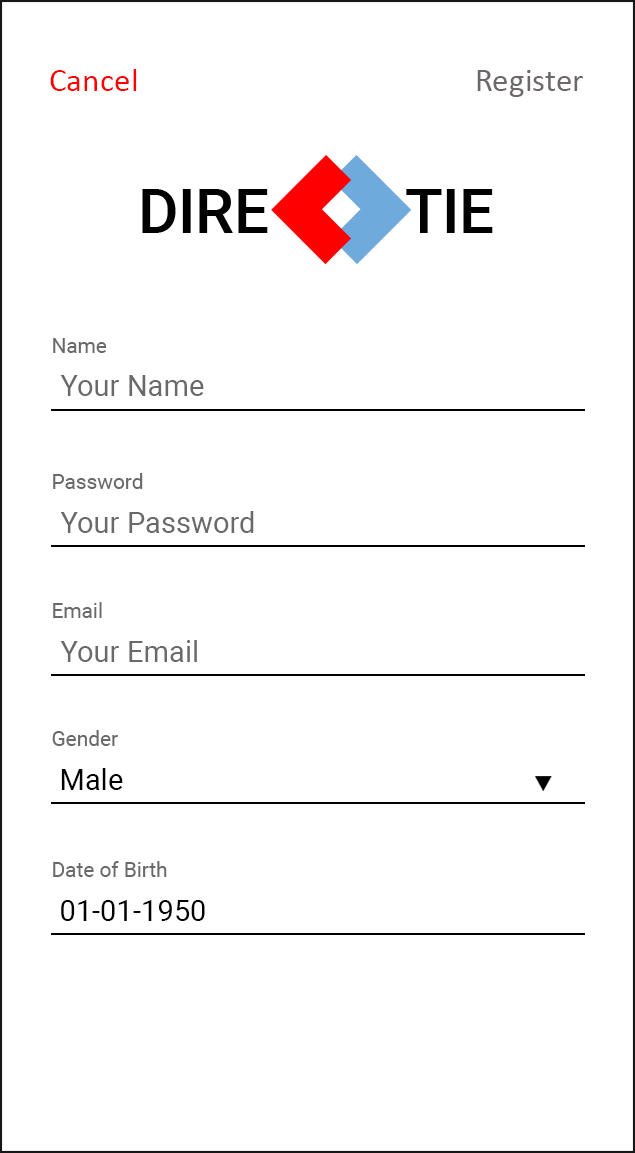 Cancel Register
DIRE TIE
Name
Your Name
Password
Your Password
Email
Your Email
Gender
Male ▼
Date of Birth
01-01-1950